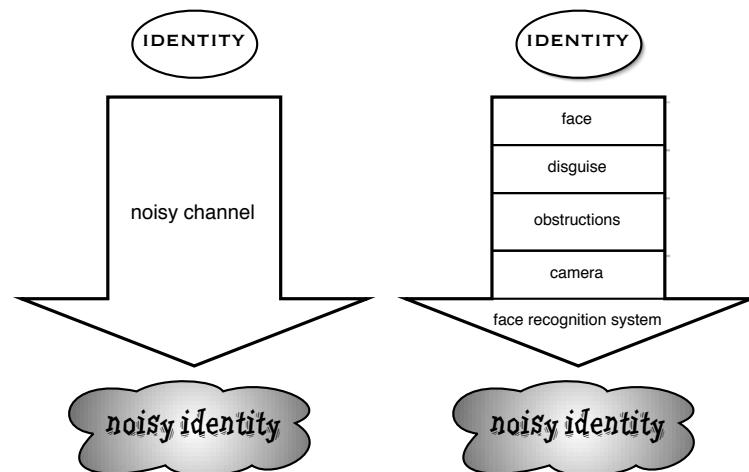 IDENTITY
noisy channel
noisy identity
IDENTITY
face
disguise
obstructions
camera
face recognition system
noisy identity